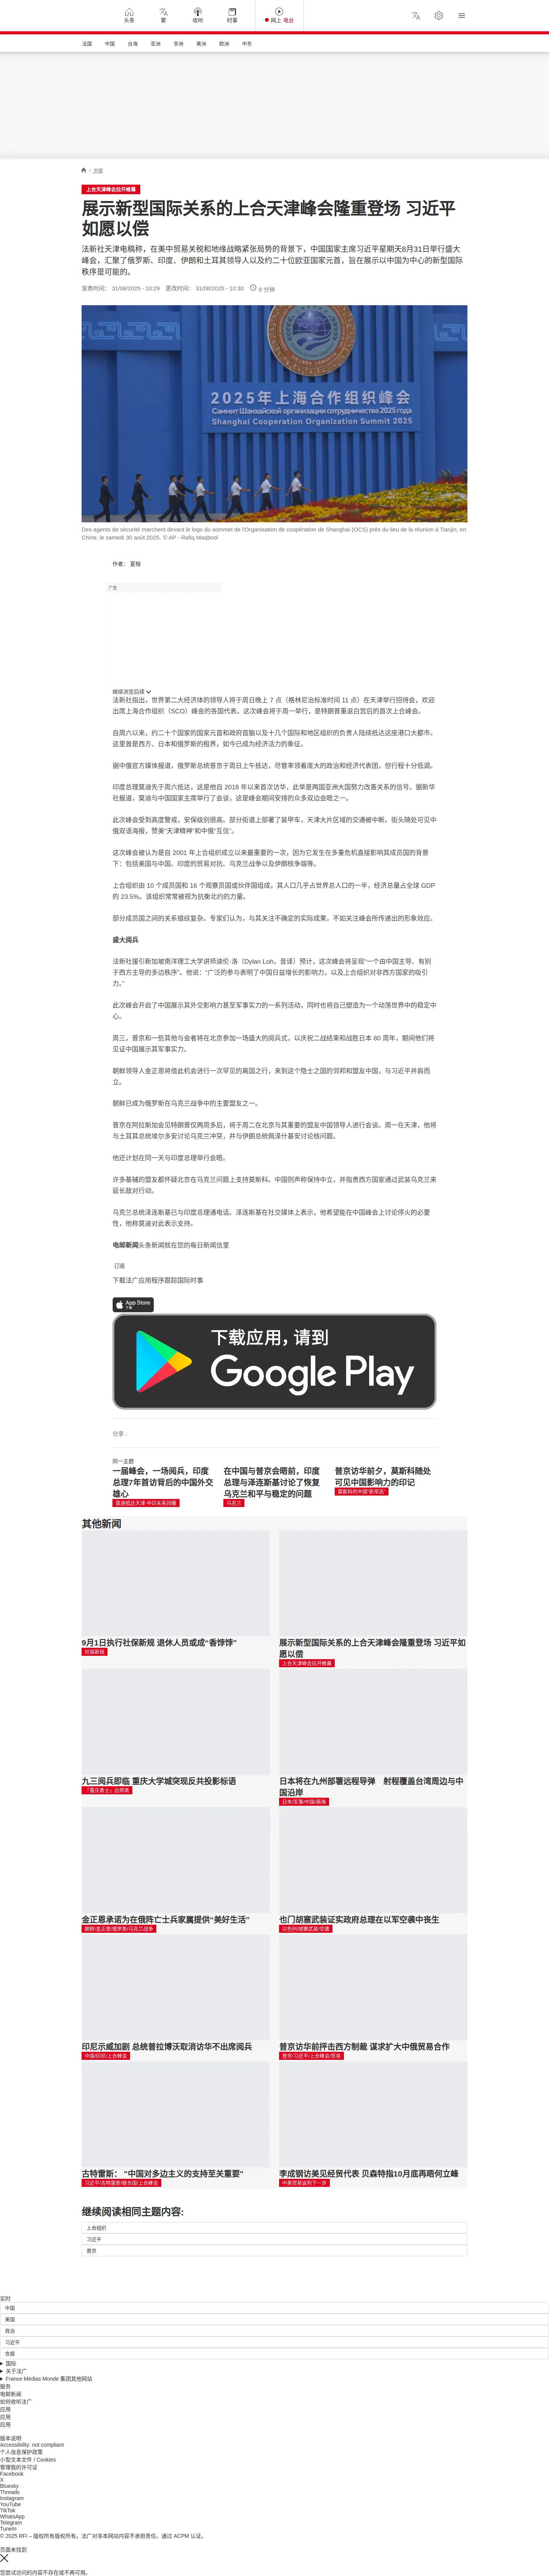 头条
繁
收听
时事
网上 电台
法国
中国
台海
亚洲
非洲
美洲
欧洲
中东
/ 中国
上合天津峰会拉开帷幕
展示新型国际关系的上合天津峰会隆重登场 习近平
如愿以偿
法新社天津电稿称，在美中贸易关税和地缘战略紧张局势的背景下，中国国家主席习近平星期天8月31日举行盛大
峰会，汇聚了俄罗斯、印度、伊朗和土耳其领导人以及约二十位欧亚国家元首，旨在展示以中国为中心的新型国际
秩序是可能的。
发表时间： 31/08/2025 - 10:29 更改时间： 31/08/2025 - 10:30 8 分钟
2025年上海合作组织峰会
Саммит Шанхайской организации сотрудничества 2025 года
Shanghai Cooperation Organization Summit 2025
Des agents de sécurité marchent devant le logo du sommet de l'Organisation de coopération de Shanghai (OCS) près du lieu de la réunion à Tianjin, en
Chine, le samedi 30 août 2025. © AP - Rafiq Maqbool
作者： 夏榕
广告
继续浏览后续
法新社指出，世界第二大经济体的领导人将于周日晚上 7 点（格林尼治标准时间 11 点）在天津举行招待会，欢迎
出席上海合作组织（SCO）峰会的各国代表。这次峰会将于周一举行，是特朗普重返白宫后的首次上合峰会。
自周六以来，约二十个国家的国家元首和政府首脑以及十几个国际和地区组织的负责人陆续抵达这座港口大都市。
这里曾是西方、日本和俄罗斯的租界，如今已成为经济活力的象征。
据中俄官方媒体报道，俄罗斯总统普京于周日上午抵达，尽管率领着庞大的政治和经济代表团，但行程十分低调。
印度总理莫迪先于周六抵达，这是他自 2018 年以来首次访华，此举是两国亚洲大国努力改善关系的信号。据新华
社报道，莫迪与中国国家主席举行了会谈，这是峰会期间安排的众多双边会晤之一。
此次峰会受到高度警戒，安保级别很高。部分街道上部署了装甲车，天津大片区域的交通被中断。街头随处可见中
俄双语海报，赞美“天津精神”和中俄“互信”。
这次峰会被认为是自 2001 年上合组织成立以来最重要的一次，因为它发生在多重危机直接影响其成员国的背景
下：包括美国与中国、印度的贸易对抗、乌克兰战争以及伊朗核争端等。
上合组织由 10 个成员国和 16 个观察员国或伙伴国组成，其人口几乎占世界总人口的一半，经济总量占全球 GDP
的 23.5%。该组织常常被视为抗衡北约的力量。
部分成员国之间的关系错综复杂。专家们认为，与其关注不确定的实际成果，不如关注峰会所传递出的形象效应。
盛大阅兵
法新社援引新加坡南洋理工大学讲师迪伦·洛（Dylan Loh，音译）预计，这次峰会将呈现“一个由中国主导、有别
于西方主导的多边秩序”。他说：“广泛的参与表明了中国日益增长的影响力，以及上合组织对非西方国家的吸引
力。”
此次峰会开启了中国展示其外交影响力甚至军事实力的一系列活动，同时也将自己塑造为一个动荡世界中的稳定中
心。
周三，普京和一些其他与会者将在北京参加一场盛大的阅兵式，以庆祝二战结束和战胜日本 80 周年，期间他们将
见证中国展示其军事实力。
朝鲜领导人金正恩将借此机会进行一次罕见的离国之行，来到这个隐士之国的邻邦和盟友中国，与习近平并肩而
立。
朝鲜已成为俄罗斯在乌克兰战争中的主要盟友之一。
普京在阿拉斯加会见特朗普仅两周多后，将于周二在北京与其重要的盟友中国领导人进行会谈。周一在天津，他将
与土耳其总统埃尔多安讨论乌克兰冲突，并与伊朗总统佩泽什基安讨论核问题。
他还计划在同一天与印度总理举行会晤。
许多基辅的盟友都怀疑北京在乌克兰问题上支持莫斯科。中国则声称保持中立，并指责西方国家通过武装乌克兰来
延长敌对行动。
乌克兰总统泽连斯基已与印度总理通电话。泽连斯基在社交媒体上表示，他希望能在中国峰会上讨论停火的必要
性，他称莫迪对此表示支持。
电邮新闻头条新闻就在您的每日新闻信里
订阅
下载法广应用程序跟踪国际时事
App Store
下载
下载应用，请到
Google Play
分享 :
同一主题
一届峰会，一场阅兵，印度
总理7年首访背后的中国外交
雄心
莫迪抵达天津 中印关系回暖
在中国与普京会晤前，印度
总理与泽连斯基讨论了恢复
乌克兰和平与稳定的问题
乌克兰
普京访华前夕，莫斯科随处
可见中国影响力的印记
莫斯科的中国“新常态”
其他新闻
9月1日执行社保新规 退休人员或成"香饽饽"
社保新规
展示新型国际关系的上合天津峰会隆重登场 习近平如
愿以偿
上合天津峰会拉开帷幕
九三阅兵即临 重庆大学城突现反共投影标语
『重庆勇士』出师表
日本将在九州部署远程导弹　射程覆盖台湾周边与中
国沿岸
日本/军事/中国/南海
金正恩承诺为在俄阵亡士兵家属提供“美好生活”
朝鲜/金正恩/俄罗斯/乌克兰战争
也门胡塞武装证实政府总理在以军空袭中丧生
以色列/胡赛武装/空袭
印尼示威加剧 总统普拉博沃取消访华不出席阅兵
中国/印尼/上合峰会
普京访华前抨击西方制裁 谋求扩大中俄贸易合作
普京/习近平/上合峰会/贸易
古特雷斯： "中国对多边主义的支持至关重要"
习近平/古特雷斯/联合国/上合峰会
李成钢访美见经贸代表 贝森特指10月底再晤何立峰
中美贸易谈判下一步
继续阅读相同主题内容:
上合组织
习近平
普京
实时
中国
美国
政治
习近平
贪腐
国际
关于法广
France Médias Monde 集团其他网站
服务
电邮新闻
如何收听法广
应用
应用
应用
版本说明
Accessibility: not compliant
个人信息保护政策
小型文本文件 / Cookies
管理我的许可证
Facebook
X
Bluesky
Threads
Instagram
YouTube
TikTok
WhatsApp
Telegram
TuneIn
© 2025 RFI – 版权所有版权所有。法广对非本网站内容不承担责任。通过 ACPM 认证。
页面未找到
您尝试访问的内容不存在或不再可用。